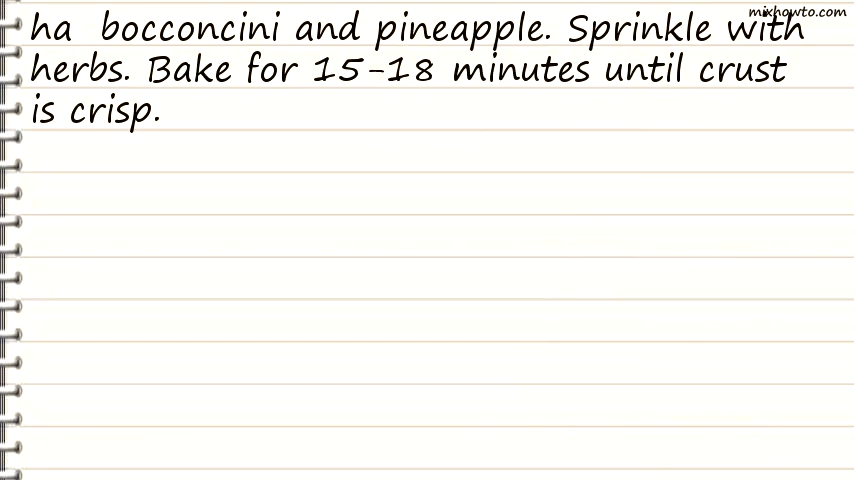 mixhowto.com
ha  bocconcini and pineapple. Sprinkle with
herbs. Bake for 15-18 minutes until crust
is crisp.